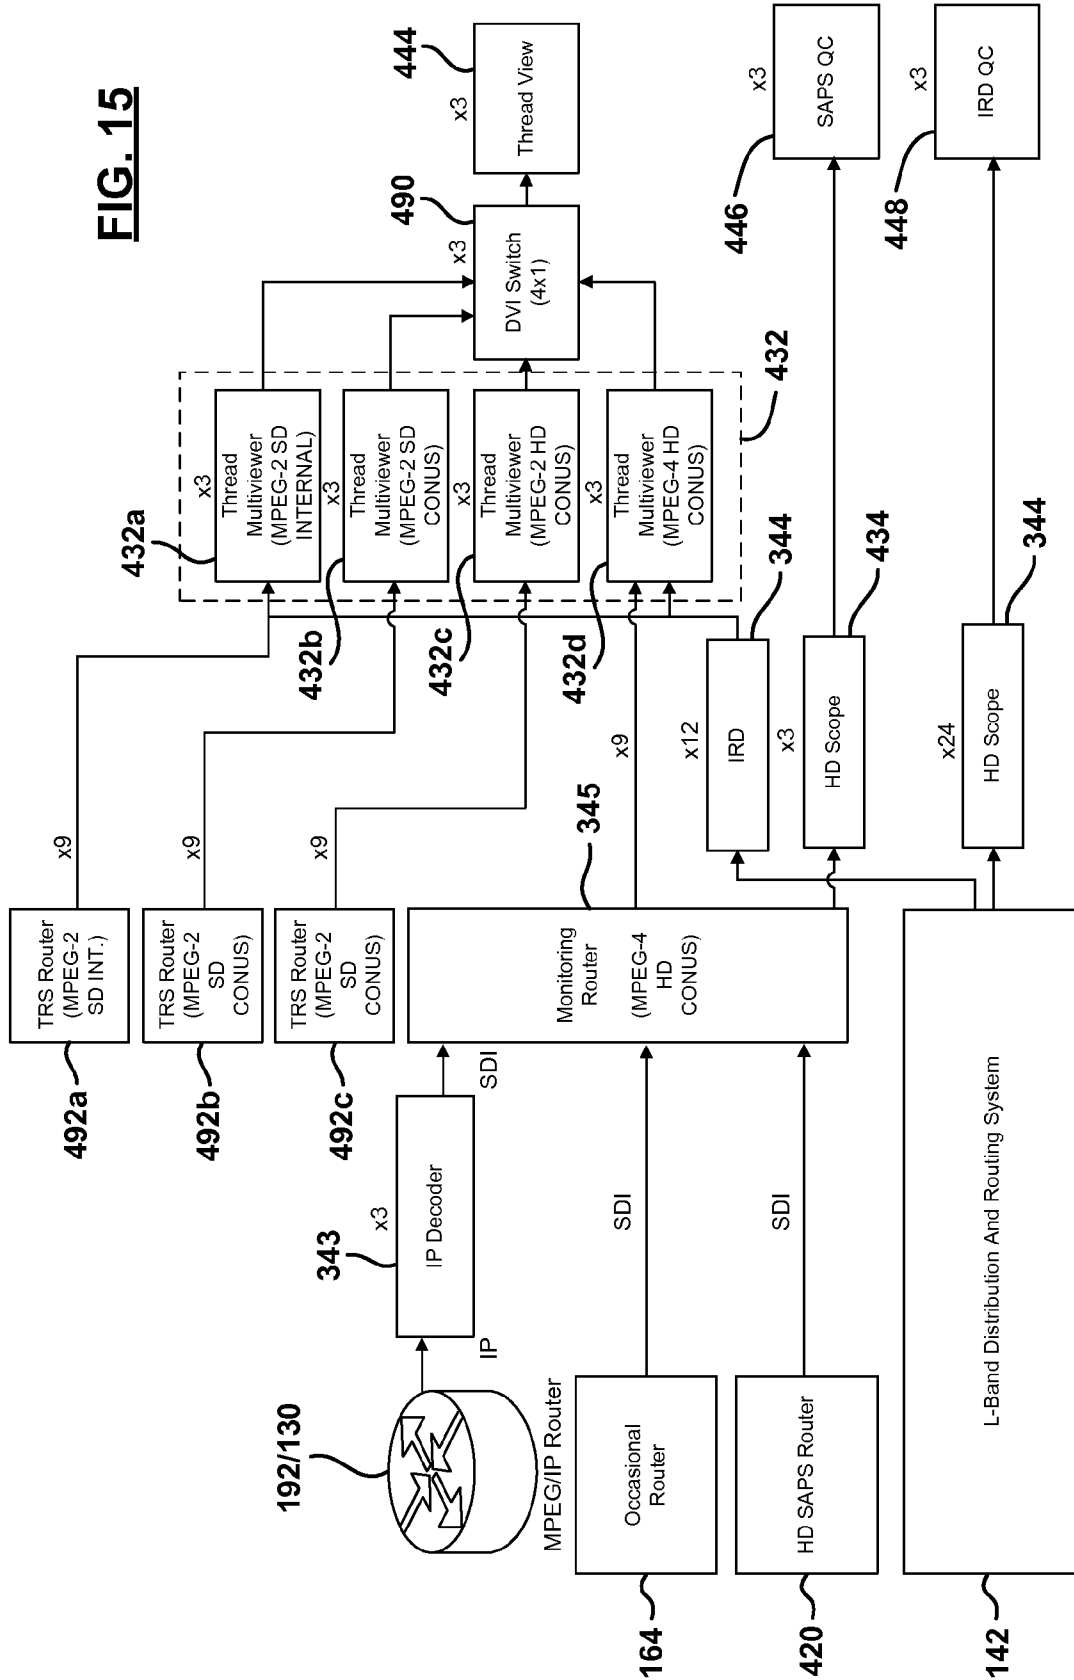 FIG. 15
492a
TRS Router
(MPEG-2
SD INT.)
x9
492b
TRS Router
(MPEG-2
SD
CONUS)
x9
492c
TRS Router
(MPEG-2
SD
CONUS)
x9
192/130
MPEG/IP Router
IP
343
x3
IP Decoder
SDI
345
Monitoring
Router
(MPEG-4
HD
CONUS)
x9
164
Occasional
Router
SDI
420
HD SAPS Router
SDI
142
L-Band Distribution And Routing System
432a
x3
Thread
Multiviewer
(MPEG-2 SD
INTERNAL)
432b
x3
Thread
Multiviewer
(MPEG-2 SD
CONUS)
432c
x3
Thread
Multiviewer
(MPEG-2 HD
CONUS)
432d
x3
Thread
Multiviewer
(MPEG-4 HD
CONUS)
432
490
x3
DVI Switch
(4x1)
444
x3
Thread View
x12
IRD
344
x3
HD Scope
434
x24
HD Scope
344
446
x3
SAPS QC
448
x3
IRD QC